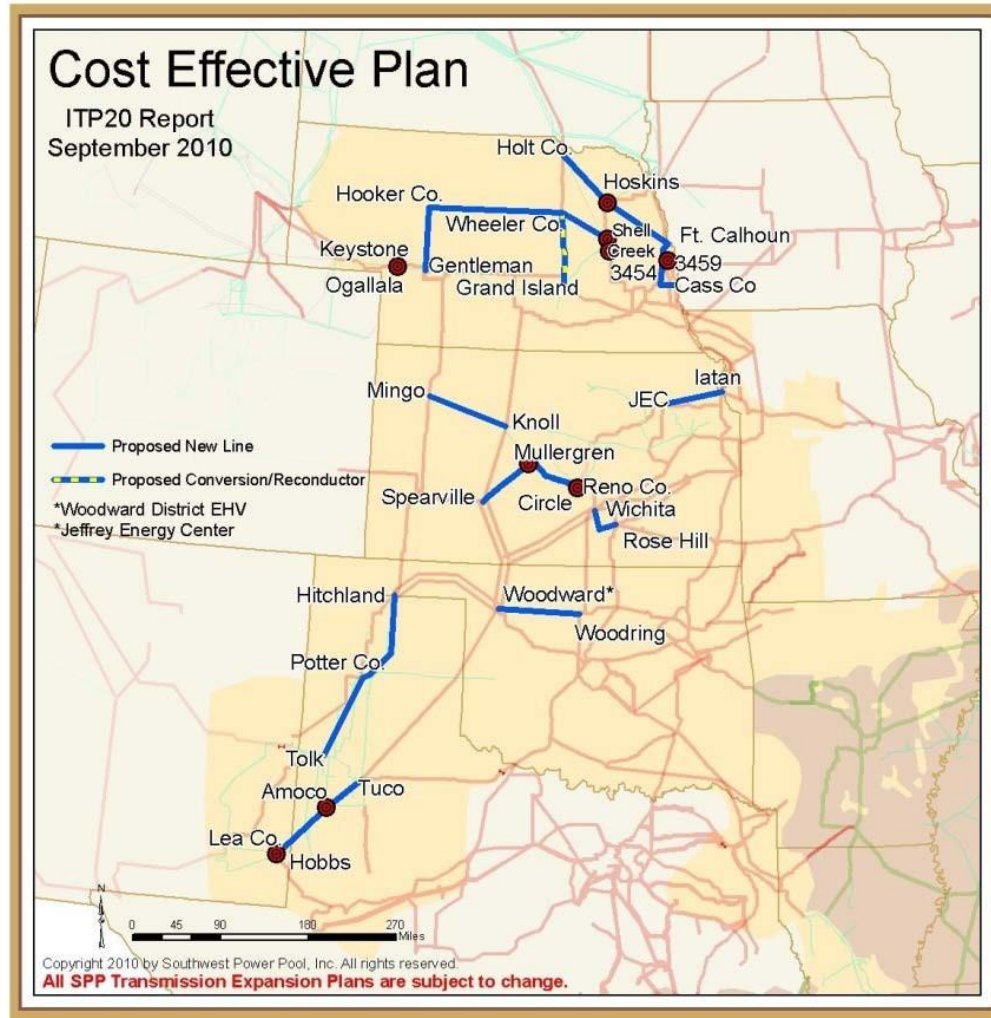 Cost Effective Plan
ITP20 Report
September 2010
Holt Co.
Hoskins
Hooker Co.
Wheeler Co.
Shell
Creek
Ft. Calhoun
Keystone
Gentleman
3454
3459
Ogallala
Grand Island
Cass Co
Iatan
Mingo
JEC
Knoll
Proposed New Line
Mullergren
Proposed Conversion/Reconductor
Spearville
Circle
Reno Co.
*Woodward District EHV
Wichita
*Jeffrey Energy Center
Rose Hill
Hitchland
Woodward*
Woodring
Potter Co.
Tolk
Amoco
Tuco
Lea Co.
Hobbs
N
0 45 90 180 270
Miles
Copyright 2010 by Southwest Power Pool, Inc. All rights reserved.
All SPP Transmission Expansion Plans are subject to change.